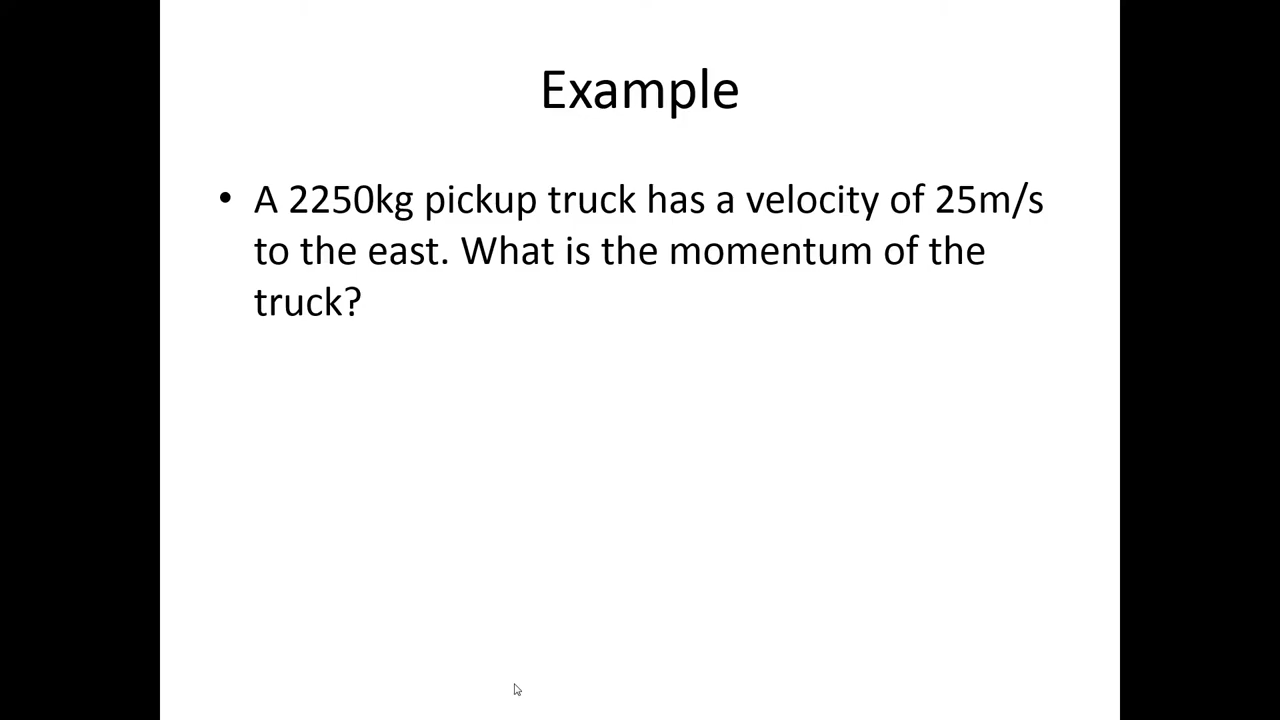 Example
• A 2250kg pickup truck has a velocity of 25m/s
to the east. What is the momentum of the
truck?